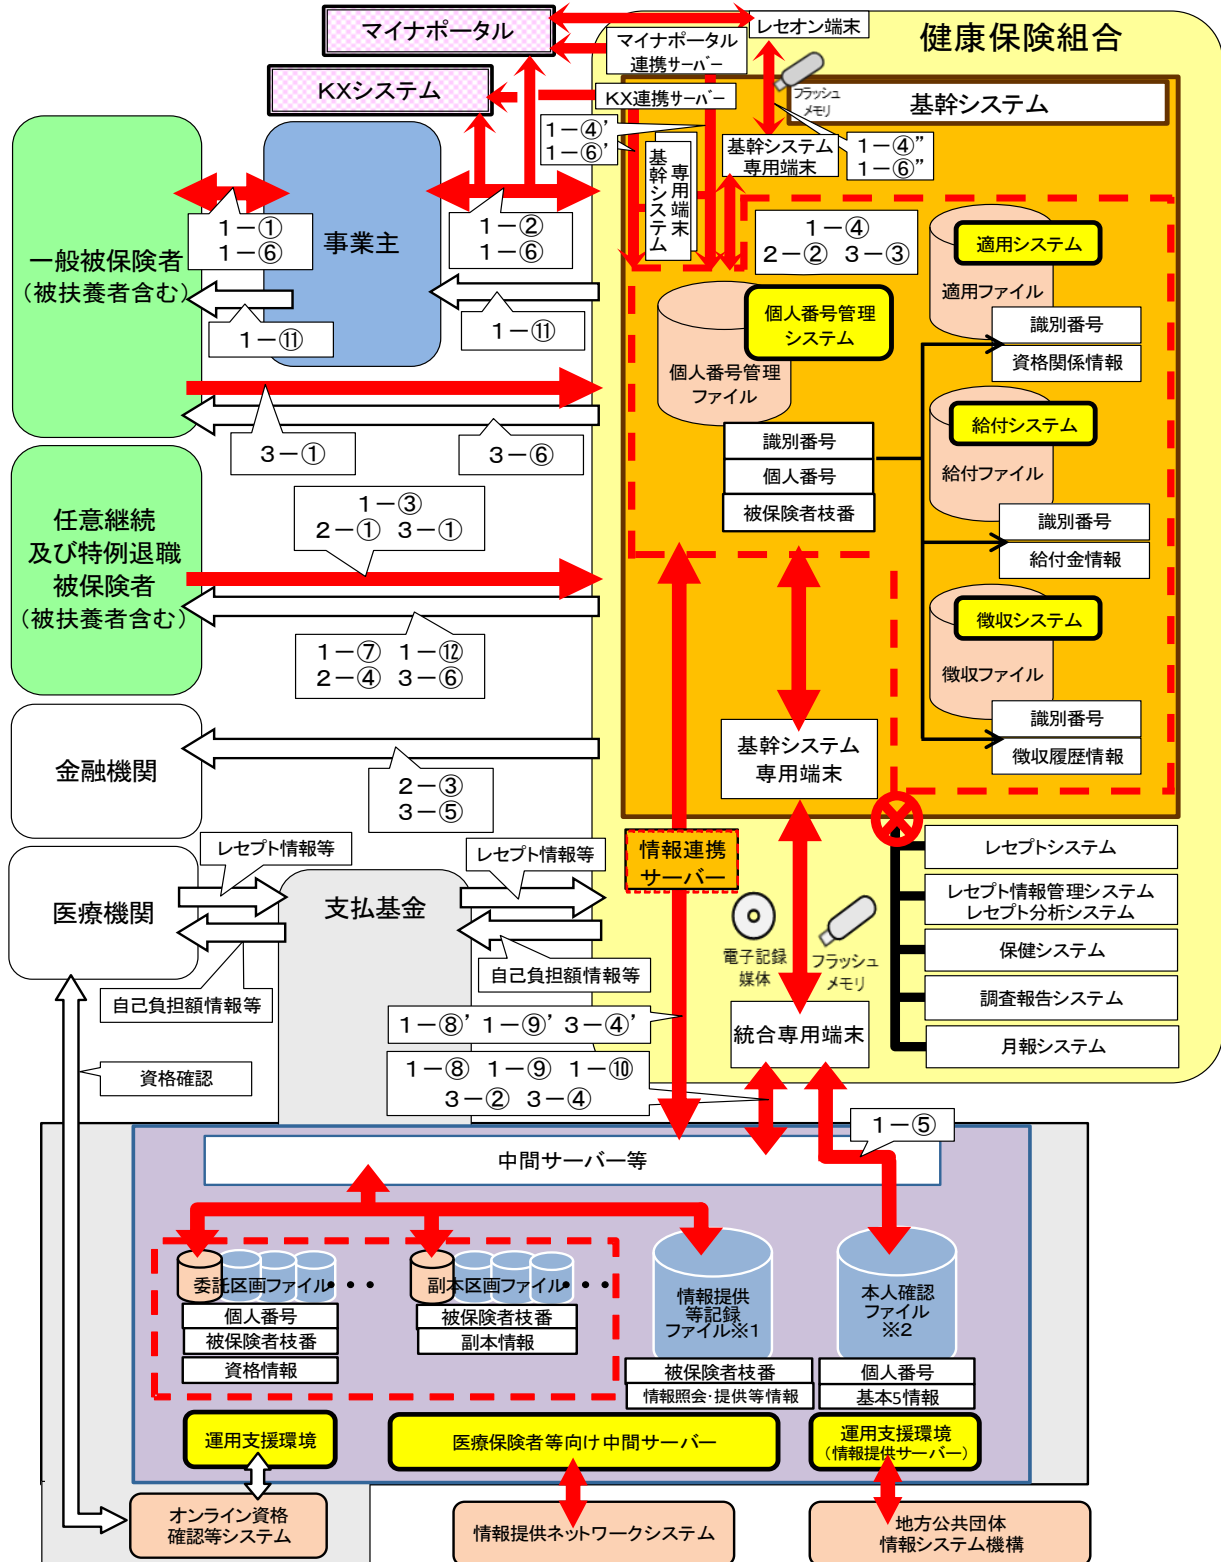 マイナポータル
レセオン端末
健康保険組合
マイナポータル
連携サーバー
KXシステム
KX連携サーバー
フラッシュ
メモリ
基幹システム
1－④’
1－⑥’
基幹システム
専用端末
基幹システム
専用端末
1－④”
1－⑥”
一般被保険者
（被扶養者含む）
1－①
1－⑥
事業主
1－②
1－⑥
1－④
2－② 3－③
適用システム
適用ファイル
識別番号
資格関係情報
個人番号管理
システム
個人番号管理
ファイル
1－⑪
1－⑪
3－①
3－⑥
識別番号
個人番号
被保険者枝番
給付システム
給付ファイル
識別番号
給付金情報
任意継続
及び特例退職
被保険者
（被扶養者含む）
1－③
2－① 3－①
1－⑦ 1－⑫
2－④ 3－⑥
徴収システム
徴収ファイル
識別番号
徴収履歴情報
基幹システム
専用端末
金融機関
2－③
3－⑤
レセプト情報等
レセプト情報等
情報連携
サーバー
レセプトシステム
レセプト情報管理システム
レセプト分析システム
保健システム
調査報告システム
月報システム
医療機関
支払基金
電子記録
媒体
フラッシュ
メモリ
自己負担額情報等
自己負担額情報等
1－⑧’ 1－⑨’ 3－④’
統合専用端末
資格確認
1－⑧ 1－⑨ 1－⑩
3－② 3－④
1－⑤
中間サーバー等
委託区画ファイル・・・
個人番号
被保険者枝番
資格情報
副本区画ファイル・・・
被保険者枝番
副本情報
情報提供
等記録
ファイル※1
被保険者枝番
情報照会・提供等情報
本人確認
ファイル
※2
個人番号
基本5情報
運用支援環境
医療保険者等向け中間サーバー
運用支援環境
（情報提供サーバー）
オンライン資格
確認等システム
情報提供ネットワークシステム
地方公共団体
情報システム機構